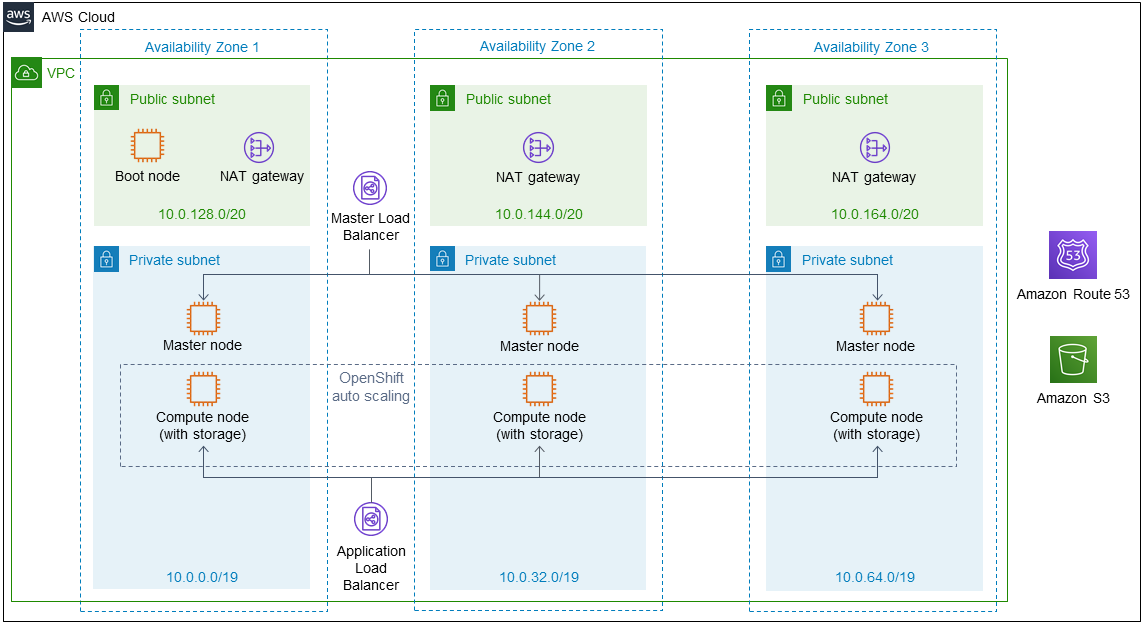 aws
AWS Cloud
Availability Zone 1
Availability Zone 2
Availability Zone 3
VPC
Public subnet
Public subnet
Public subnet
Boot node
NAT gateway
NAT gateway
NAT gateway
10.0.128.0/20
10.0.144.0/20
10.0.164.0/20
Master Load
Balancer
Private subnet
Private subnet
Private subnet
53
Amazon Route 53
Master node
Master node
Master node
OpenShift
auto scaling
Compute node
(with storage)
Compute node
(with storage)
Compute node
(with storage)
Amazon S3
Application
Load
Balancer
10.0.0.0/19
10.0.32.0/19
10.0.64.0/19